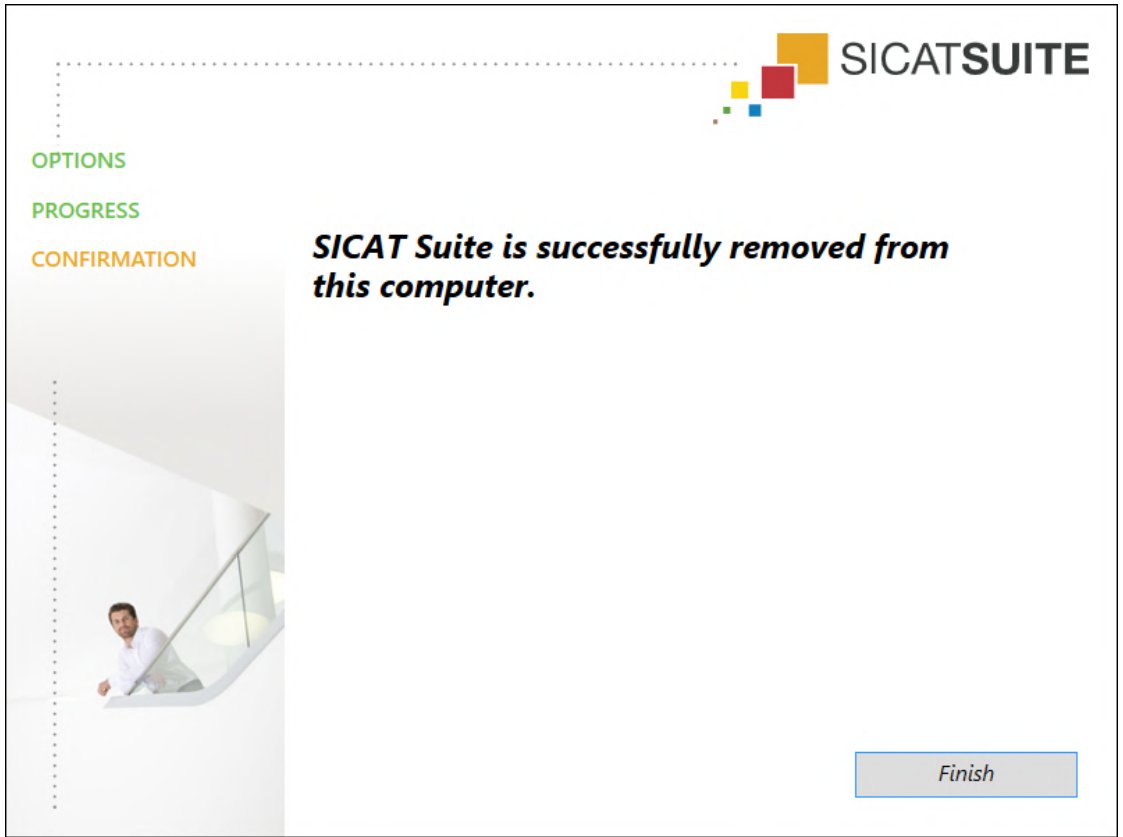 SICATSUITE
OPTIONS
PROGRESS
CONFIRMATION
SICAT Suite is successfully removed from
this computer.
Finish